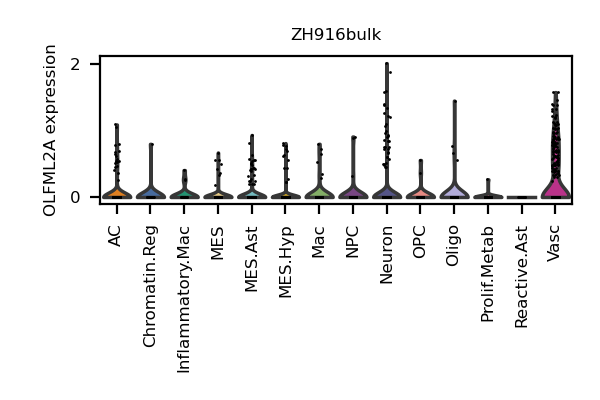 ZH916bulk
OLFML2A expression
2
0
AC
Chromatin.Reg
Inflammatory.Mac
MES
MES.Ast
MES.Hyp
Mac
NPC
Neuron
OPC
Oligo
Prolif.Metab
Reactive.Ast
Vasc